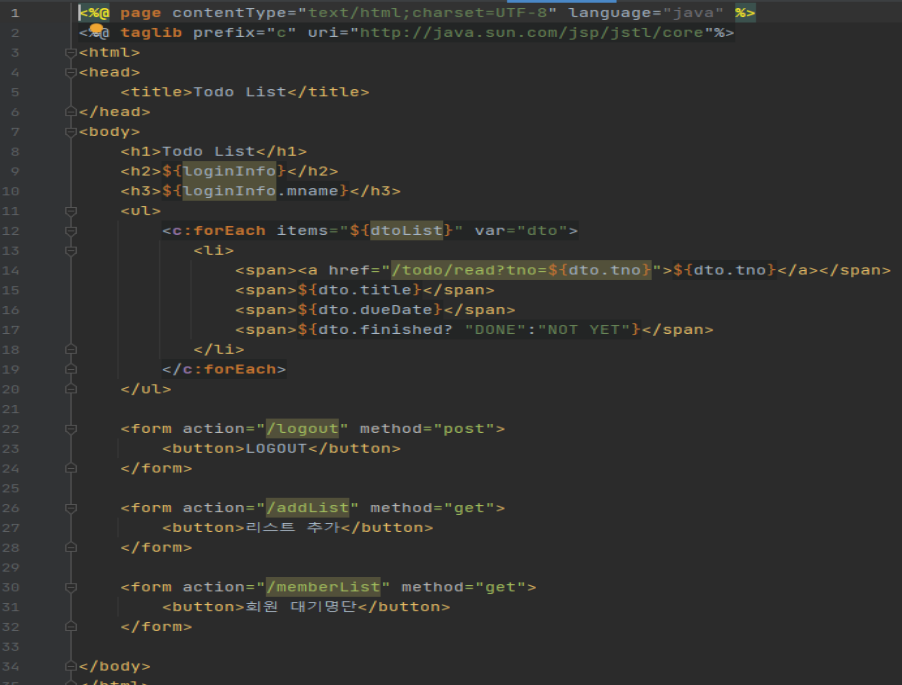 1 <%@ page contentType="text/html;charset=UTF-8" language="java" %>
2 <%@ taglib prefix="c" uri="http://java.sun.com/jsp/jstl/core"%>
3 <html>
4 <head>
5     <title>Todo List</title>
6 </head>
7 <body>
8     <h1>Todo List</h1>
9     <h2>${loginInfo}</h2>
10     <h3>${loginInfo.mname}</h3>
11     <ul>
12         <c:forEach items="${dtoList}" var="dto">
13             <li>
14                 <span><a href="/todo/read?tno=${dto.tno}">${dto.tno}</a></span>
15                 <span>${dto.title}</span>
16                 <span>${dto.dueDate}</span>
17                 <span>${dto.finished? "DONE":"NOT YET"}</span>
18             </li>
19         </c:forEach>
20     </ul>
21
22     <form action="/logout" method="post">
23         <button>LOGOUT</button>
24     </form>
25
26     <form action="/addList" method="get">
27         <button>리스트 추가</button>
28     </form>
29
30     <form action="/memberList" method="get">
31         <button>회원 대기명단</button>
32     </form>
33
34 </body>
35 </html>